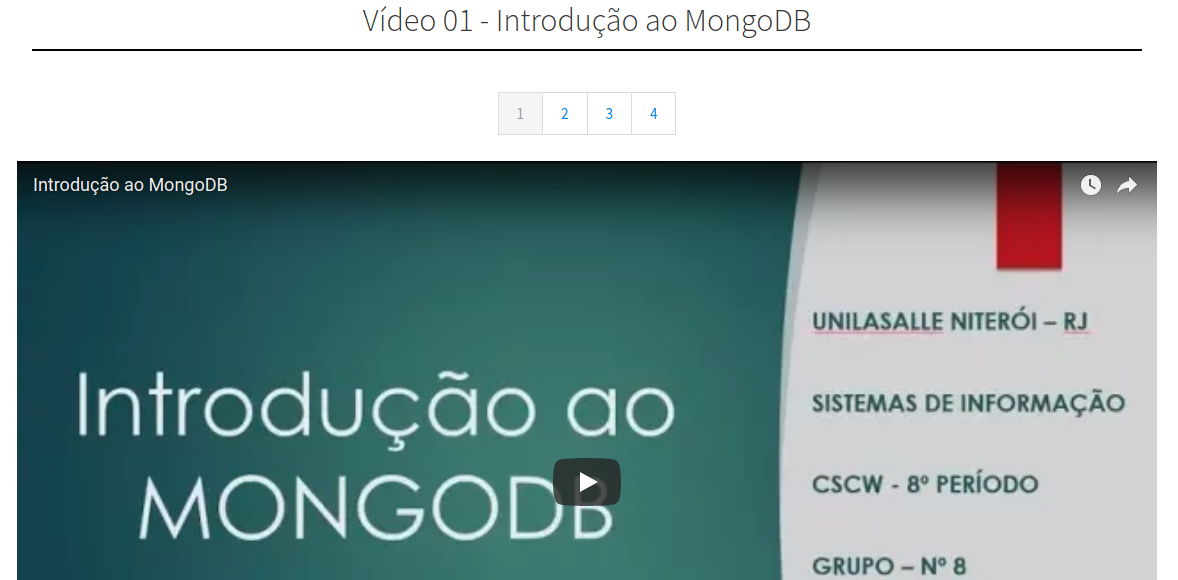 Vídeo 01 - Introdução ao MongoDB
1 2 3 4
Introdução ao MongoDB
Introdução ao
MONGODB
UNILASALLE NITERÓI – RJ
SISTEMAS DE INFORMAÇÃO
CSCW - 8º PERÍODO
GRUPO – Nº 8